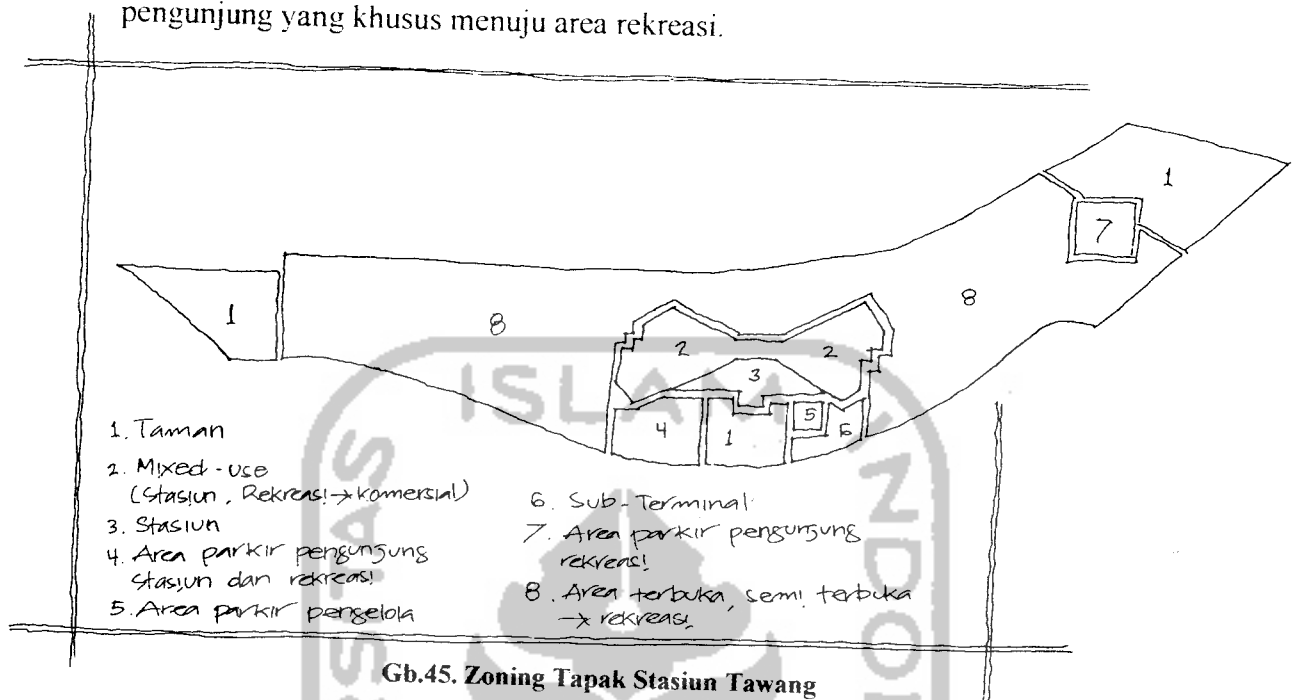 pengunjung yang khusus menuju area rekreasi.
1
7
8
1
8
2
2
3
4
1
5
6
1. Taman
2. Mixed-use
(Stasiun, Rekreasi → komersial)
3. Stasiun
4. Area parkir pengunjung
stasiun dan rekreasi
5. Area parkir pengelola
6. Sub-Terminal
7. Area parkir pengunjung
rekreasi
8. Area terbuka, semi terbuka
→ rekreasi
ISLAM
Gb.45. Zoning Tapak Stasiun Tawang